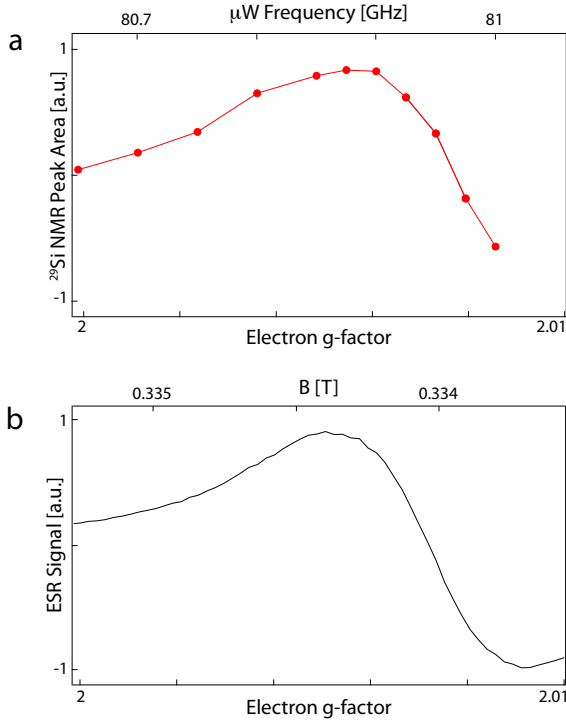 a
µW Frequency [GHz]
80.7
81
1
-1
²⁹Si NMR Peak Area [a.u.]
2
2.01
Electron g-factor
b
B [T]
0.335
0.334
1
-1
ESR Signal [a.u.]
2
2.01
Electron g-factor